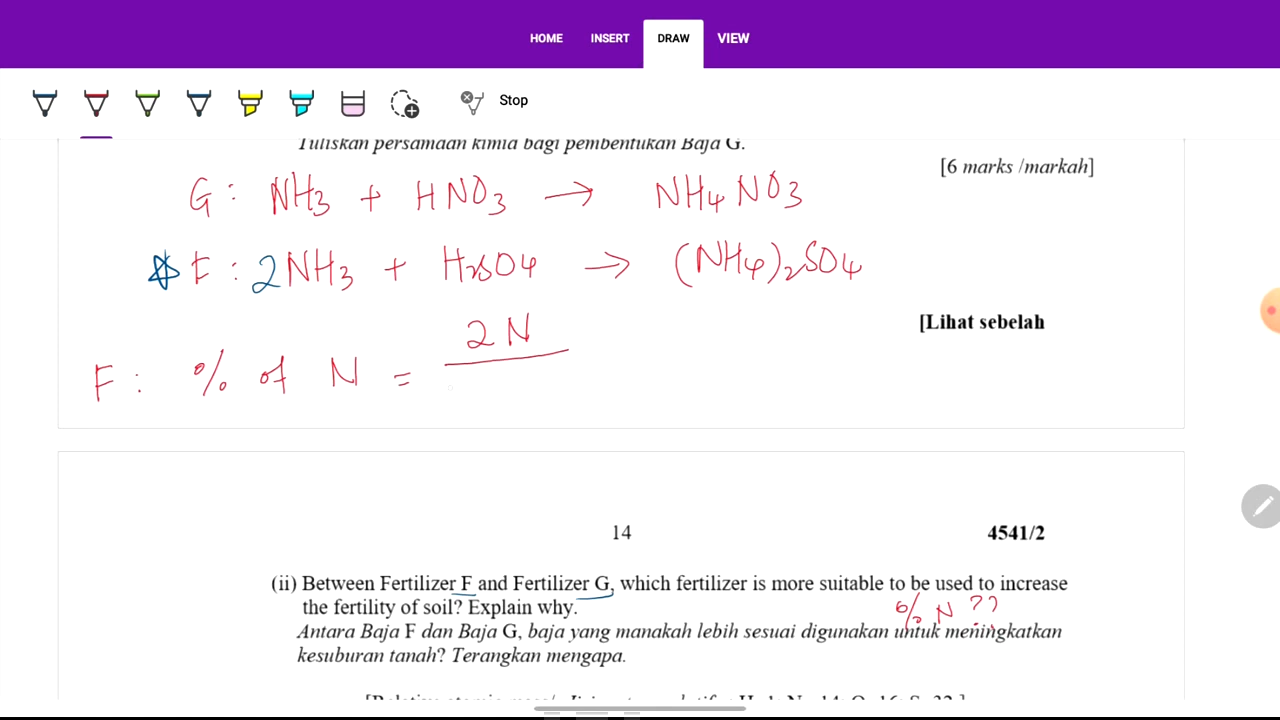 HOME INSERT DRAW VIEW
Stop
Tuliskan persamaan kimia bagi pembentukan Baja G.
[6 marks /markah]
G : NH3 + HNO3 → NH4NO3
F : 2NH3 + H2SO4 → (NH4)2SO4
[Lihat sebelah
2 N
F : % of N =
14 4541/2
(ii) Between Fertilizer F and Fertilizer G, which fertilizer is more suitable to be used to increase
the fertility of soil? Explain why.
% N ??
Antara Baja F dan Baja G, baja yang manakah lebih sesuai digunakan untuk meningkatkan
kesuburan tanah? Terangkan mengapa.